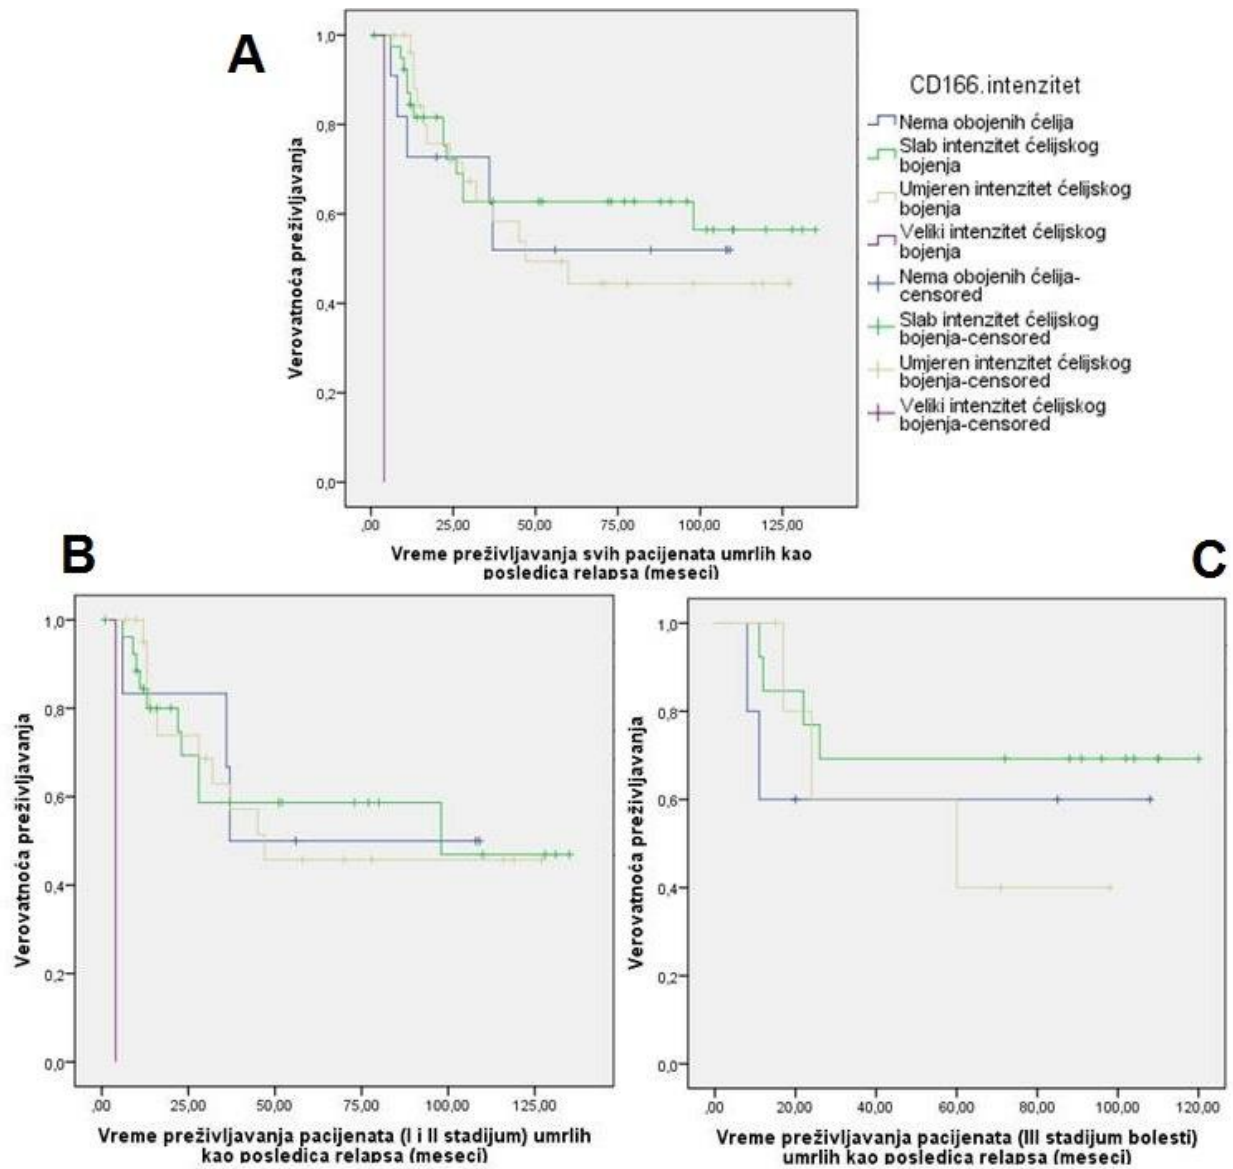 A
CD166.intenzitet
Nema obojenih ćelija
Slab intenzitet ćelijskog
bojenja
Umjeren intenzitet ćelijskog
bojenja
Veliki intenzitet ćelijskog
bojenja
Nema obojenih ćelija-
censored
Slab intenzitet ćelijskog
bojenja-censored
Umjeren intenzitet ćelijskog
bojenja-censored
Veliki intenzitet ćelijskog
bojenja-censored
Verovatnoća preživljavanja
1,0
0,8
0,6
0,4
0,2
0,0
,00 25,00 50,00 75,00 100,00 125,00
Vreme preživljavanja svih pacijenata umrlih kao
posledica relapsa (meseci)
B
Verovatnoća preživljavanja
1,0
0,8
0,6
0,4
0,2
0,0
,00 25,00 50,00 75,00 100,00 125,00
Vreme preživljavanja pacijenata (I i II stadijum) umrlih
kao posledica relapsa (meseci)
C
Verovatnoća preživljavanja
1,0
0,8
0,6
0,4
0,2
0,0
,00 20,00 40,00 60,00 80,00 100,00 120,00
Vreme preživljavanja pacijenata (III stadijum bolesti)
umrlih kao posledica relapsa (meseci)